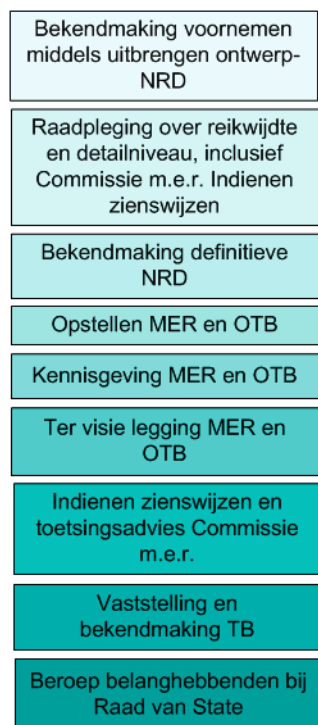 Bekendmaking voornemen
middels uitbrengen ontwerp-
NRD
Raadpleging over reikwijdte
en detailniveau, inclusief
Commissie m.e.r. Indienen
zienswijzen
Bekendmaking definitieve
NRD
Opstellen MER en OTB
Kennisgeving MER en OTB
Ter visie legging MER en
OTB
Indienen zienswijzen en
toetsingsadvies Commissie
m.e.r.
Vaststelling en
bekendmaking TB
Beroep belanghebbenden bij
Raad van State